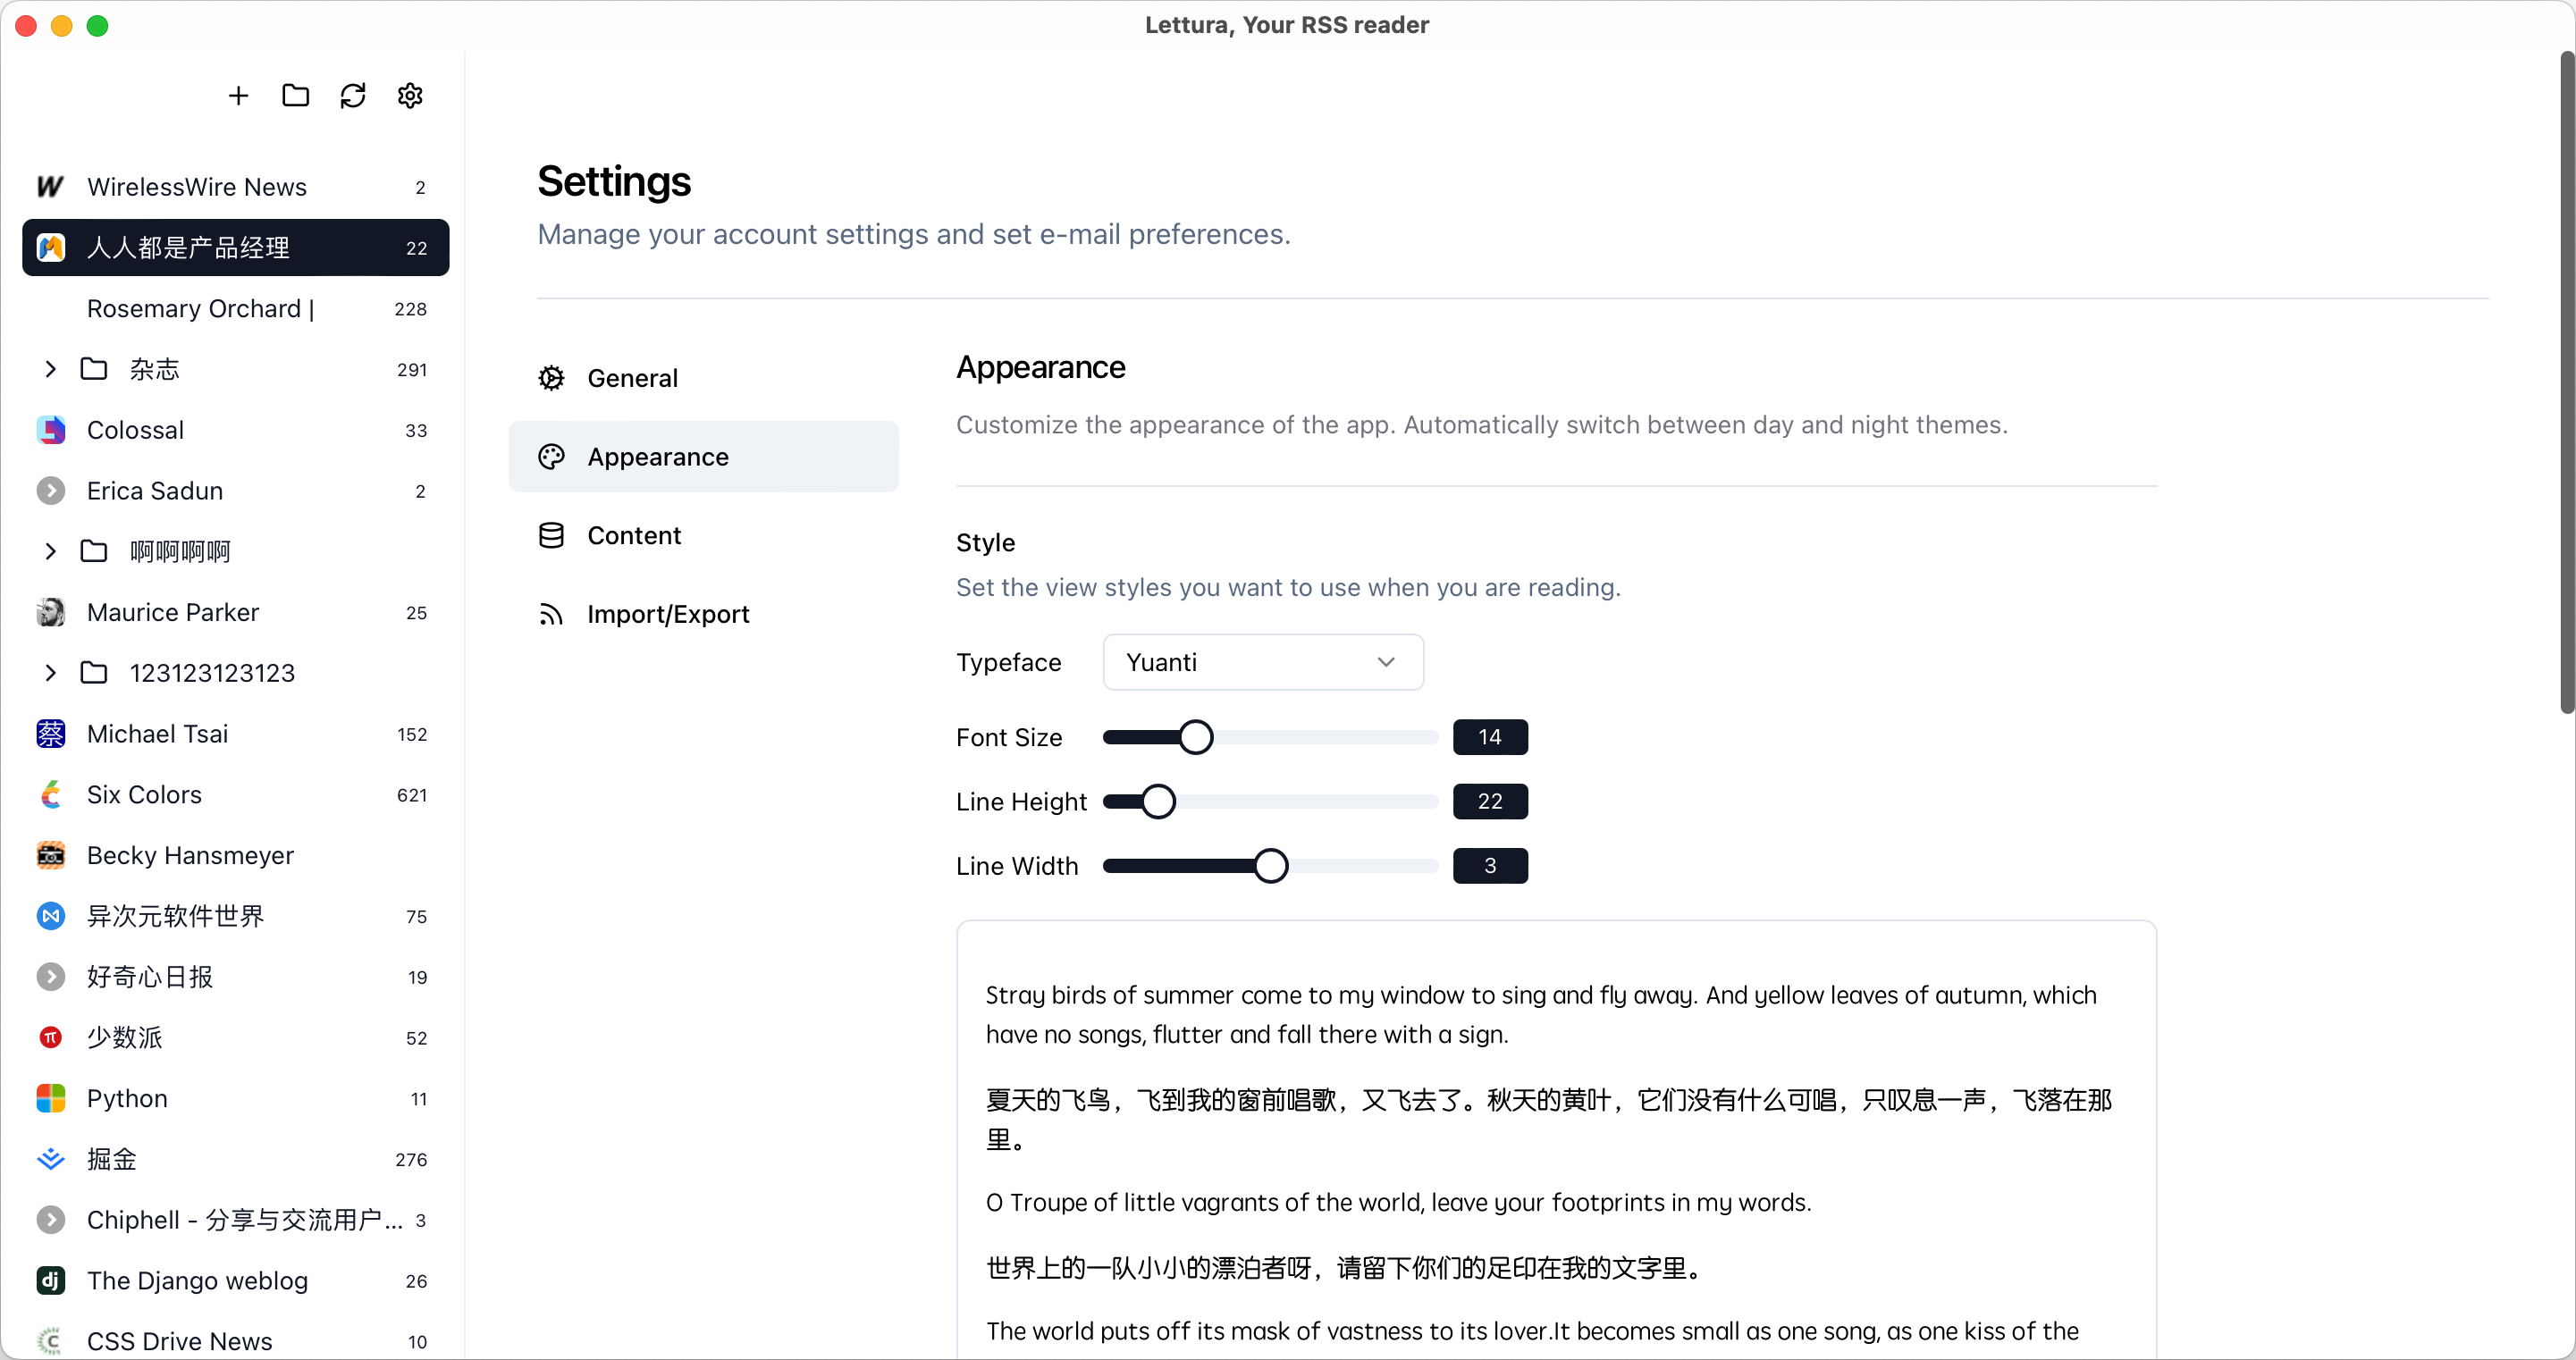 Lettura, Your RSS reader
WirelessWire News 2
人人都是产品经理 22
Rosemary Orchard | 228
杂志 291
Colossal 33
Erica Sadun 2
啊啊啊啊
Maurice Parker 25
123123123123
蔡 Michael Tsai 152
Six Colors 621
Becky Hansmeyer
异次元软件世界 75
好奇心日报 19
少数派 52
Python 11
掘金 276
Chiphell - 分享与交流用户... 3
dj The Django weblog 26
CSS Drive News 10
Settings
Manage your account settings and set e-mail preferences.
General
Appearance
Content
Import/Export
Appearance
Customize the appearance of the app. Automatically switch between day and night themes.
Style
Set the view styles you want to use when you are reading.
Typeface Yuanti
Font Size 14
Line Height 22
Line Width 3
Stray birds of summer come to my window to sing and fly away. And yellow leaves of autumn, which
have no songs, flutter and fall there with a sign.
夏天的飞鸟，飞到我的窗前唱歌，又飞去了。秋天的黄叶，它们没有什么可唱，只叹息一声，飞落在那
里。
O Troupe of little vagrants of the world, leave your footprints in my words.
世界上的一队小小的漂泊者呀，请留下你们的足印在我的文字里。
The world puts off its mask of vastness to its lover.It becomes small as one song, as one kiss of the